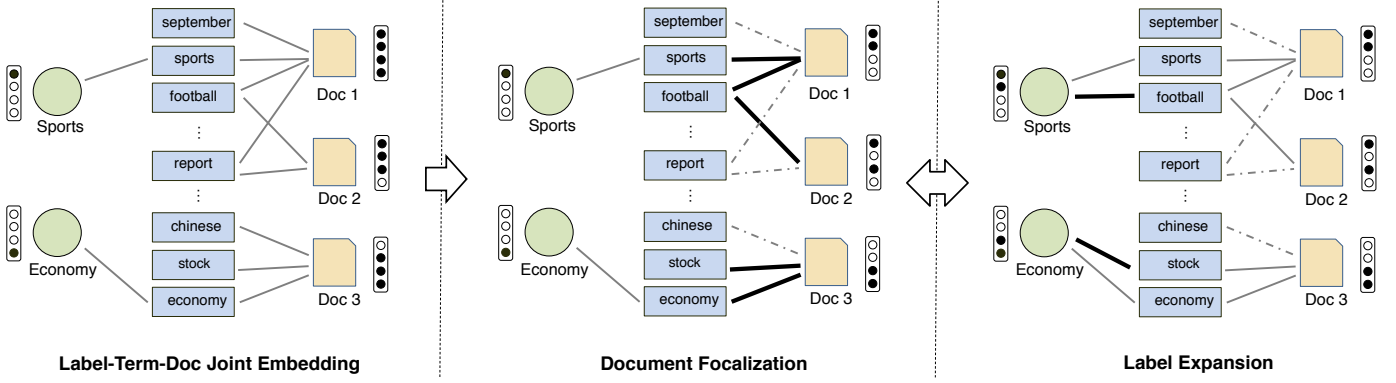 september
sports
football
⋮
report
⋮
chinese
stock
economy
Sports
Economy
Doc 1
Doc 2
Doc 3
Label-Term-Doc Joint Embedding
september
sports
football
⋮
report
⋮
chinese
stock
economy
Sports
Economy
Doc 1
Doc 2
Doc 3
Document Focalization
september
sports
football
⋮
report
⋮
chinese
stock
economy
Sports
Economy
Doc 1
Doc 2
Doc 3
Label Expansion